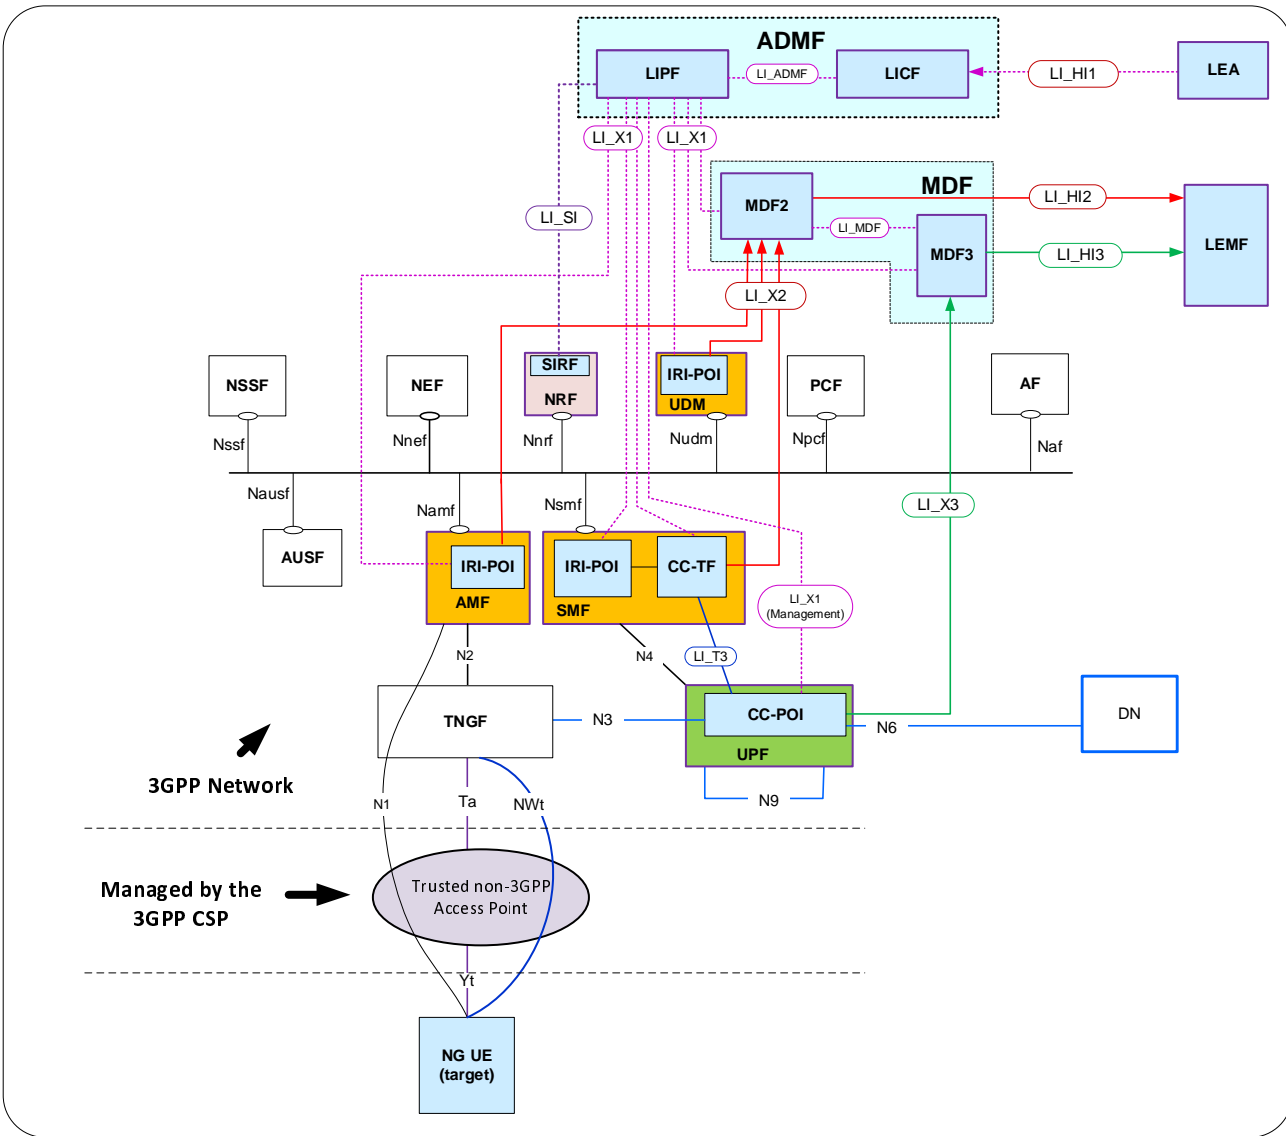 ADMF
LIPF
LI_ADMF
LICF
LI_HI1
LEA
LI_X1
LI_X1
MDF
MDF2
LI_HI2
LI_SI
LI_MDF
MDF3
LI_HI3
LEMF
LI_X2
SIRF
NRF
IRI-POI
UDM
NSSF
NEF
PCF
AF
Nssf
Nnef
Nnrf
Nudm
Npcf
Naf
Nausf
Namf
Nsmf
LI_X3
AUSF
IRI-POI
AMF
IRI-POI
CC-TF
SMF
LI_X1
(Management)
N2
N4
LI_T3
TNGF
N3
CC-POI
UPF
N6
DN
3GPP Network
N1
Ta
NWt
N9
Managed by the
3GPP CSP
Trusted non-3GPP
Access Point
Yt
NG UE
(target)